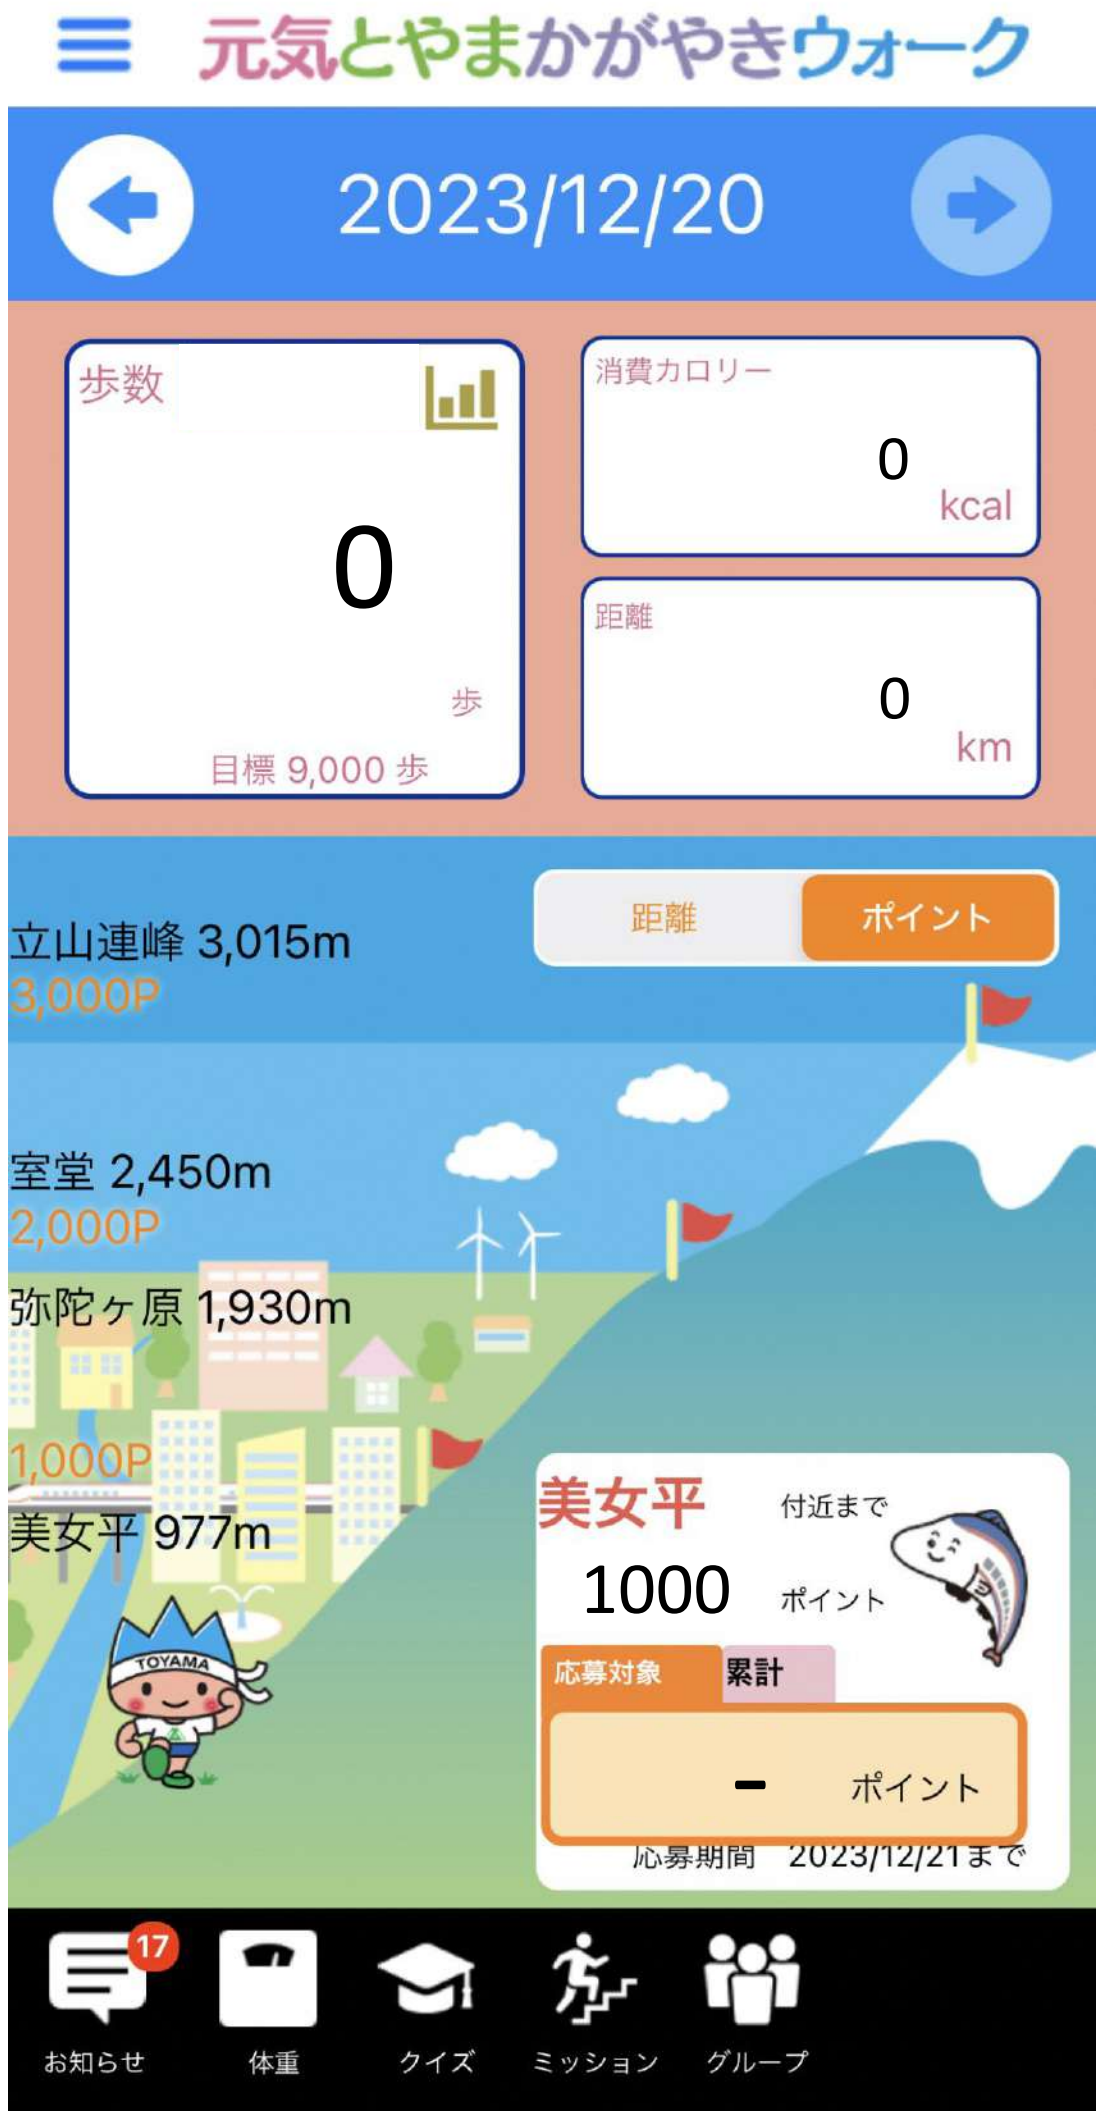 元気とやまかがやきウォーク
2023/12/20
歩数
0
歩
目標 9,000 歩
消費カロリー
0
kcal
距離
0
km
距離
ポイント
立山連峰 3,015m
3,000P
室堂 2,450m
2,000P
弥陀ヶ原 1,930m
1,000P
美女平 977m
TOYAMA
美女平 付近まで
1000 ポイント
応募対象 累計
- ポイント
応募期間 2023/12/21まで
17
お知らせ 体重 クイズ ミッション グループ